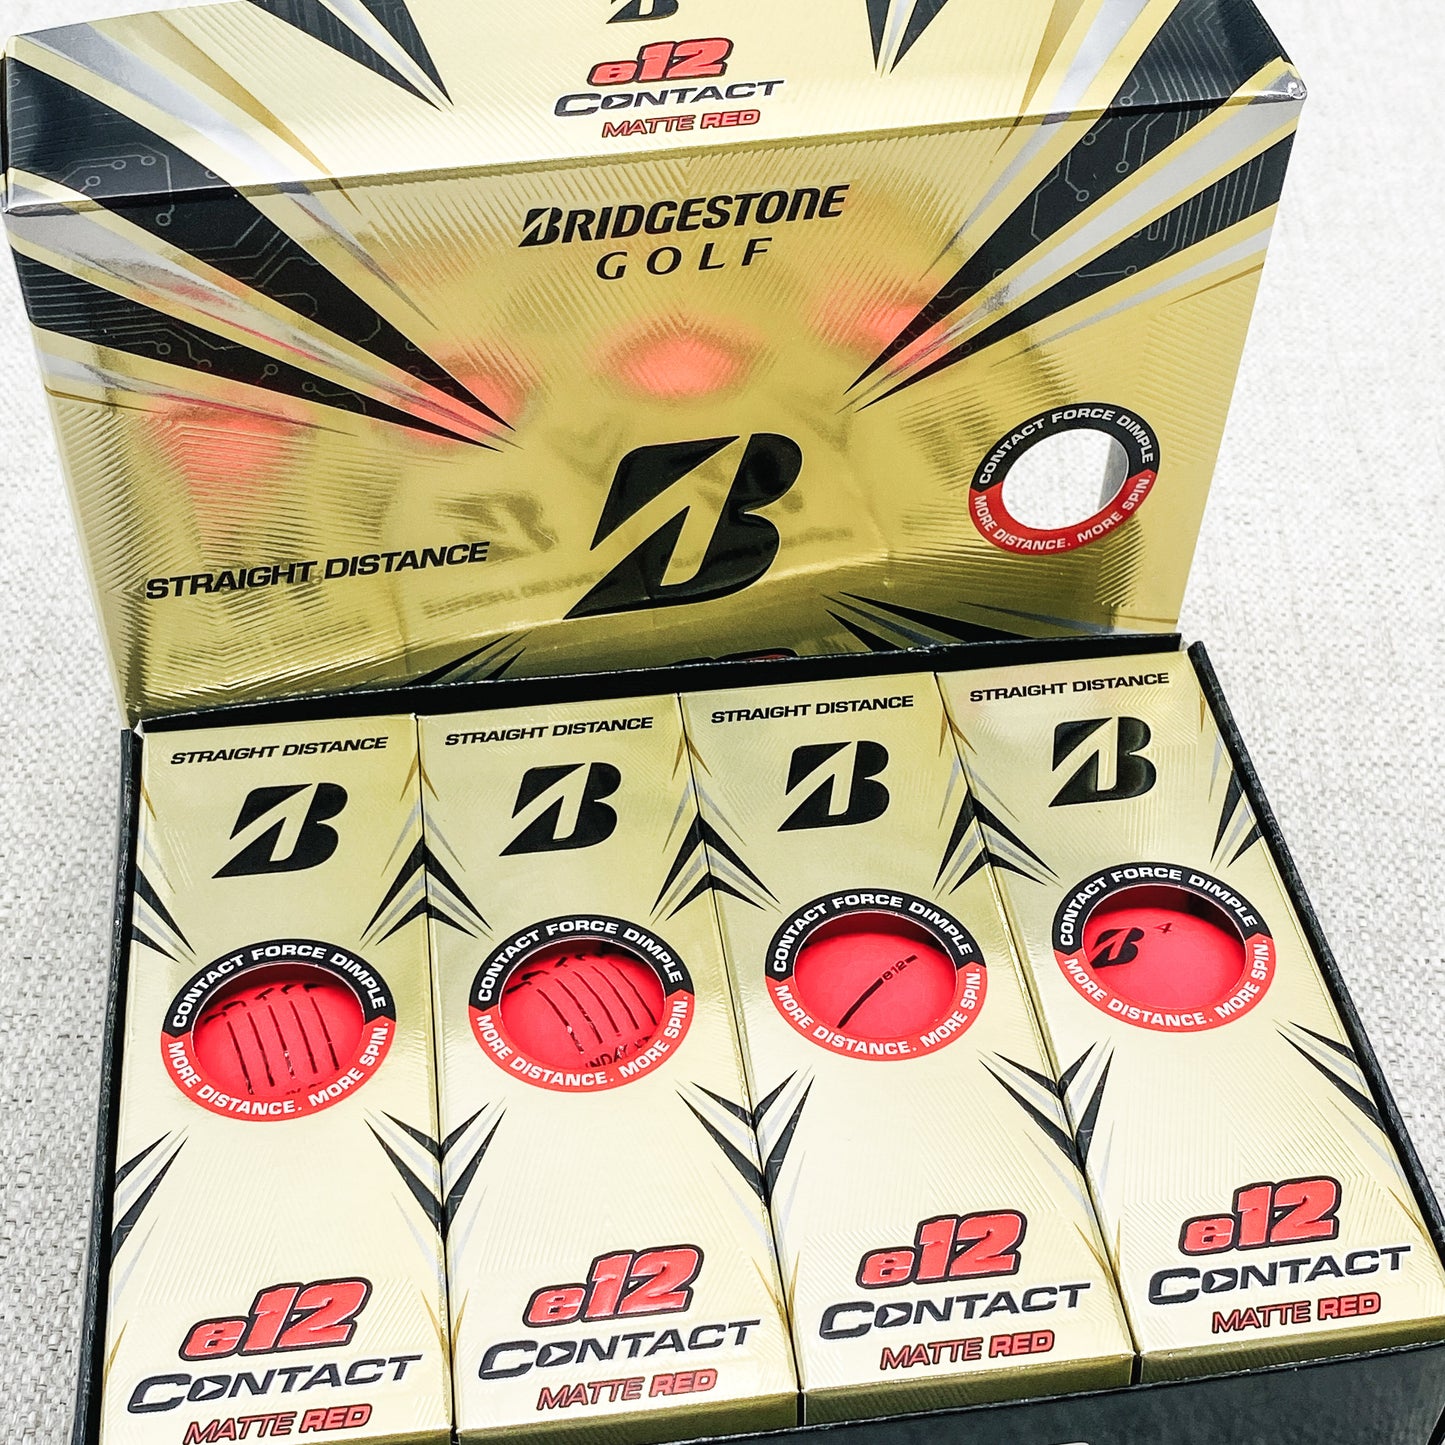 e12
CONTACT
MATTE RED
BRIDGESTONE
GOLF
CONTACT FORCE DIMPLE
MORE DISTANCE. MORE SPIN.
STRAIGHT DISTANCE
B
STRAIGHT DISTANCE
B
CONTACT FORCE DIMPLE
MORE DISTANCE. MORE SPIN.
e12
CONTACT
MATTE RED
STRAIGHT DISTANCE
B
CONTACT FORCE DIMPLE
MORE DISTANCE. MORE SPIN.
e12
CONTACT
MATTE RED
STRAIGHT DISTANCE
B
CONTACT FORCE DIMPLE
e12
MORE DISTANCE. MORE SPIN.
e12
CONTACT
MATTE RED
STRAIGHT DISTANCE
B
CONTACT FORCE DIMPLE
B 4
MORE DISTANCE. MORE SPIN.
e12
CONTACT
MATTE RED